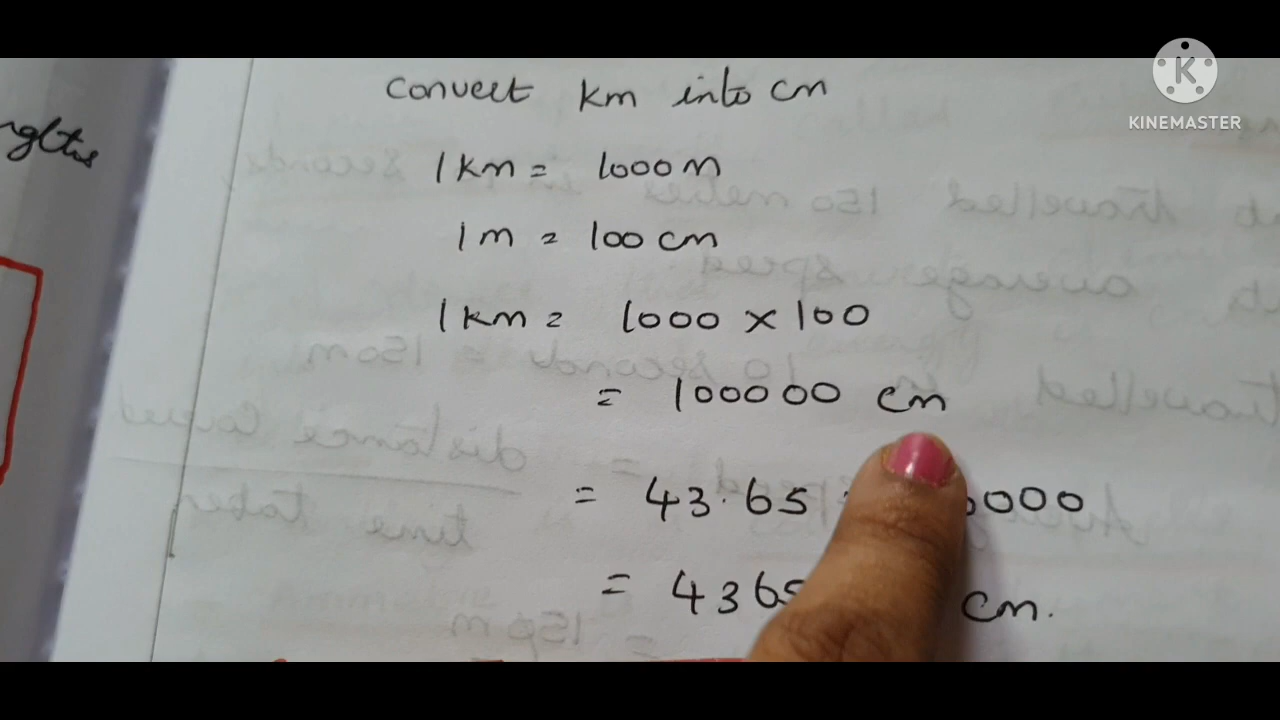 convert km into cm
1 km = 1000 m
1 m = 100 cm
1 km = 1000 x 100
= 100000 cm
= 43.65 000
= 4365 cm.
K
KINEMASTER